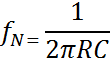 f_N = 1/(2πRC)